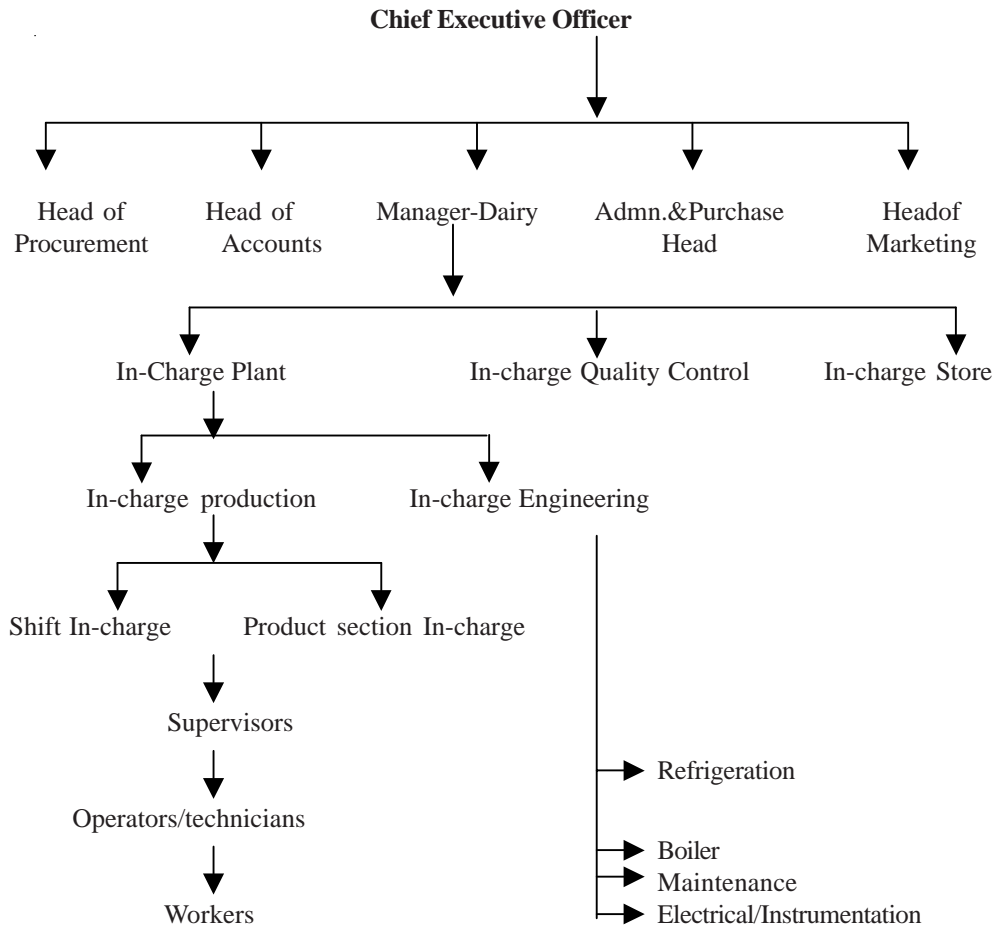 Chief Executive Officer
Head of
Procurement
Head of
Accounts
Manager-Dairy
Admn.&Purchase
Head
Headof
Marketing
In-Charge Plant
In-charge Quality Control
In-charge Store
In-charge production
In-charge Engineering
Shift In-charge
Product section In-charge
Supervisors
Operators/technicians
Workers
Refrigeration
Boiler
Maintenance
Electrical/Instrumentation